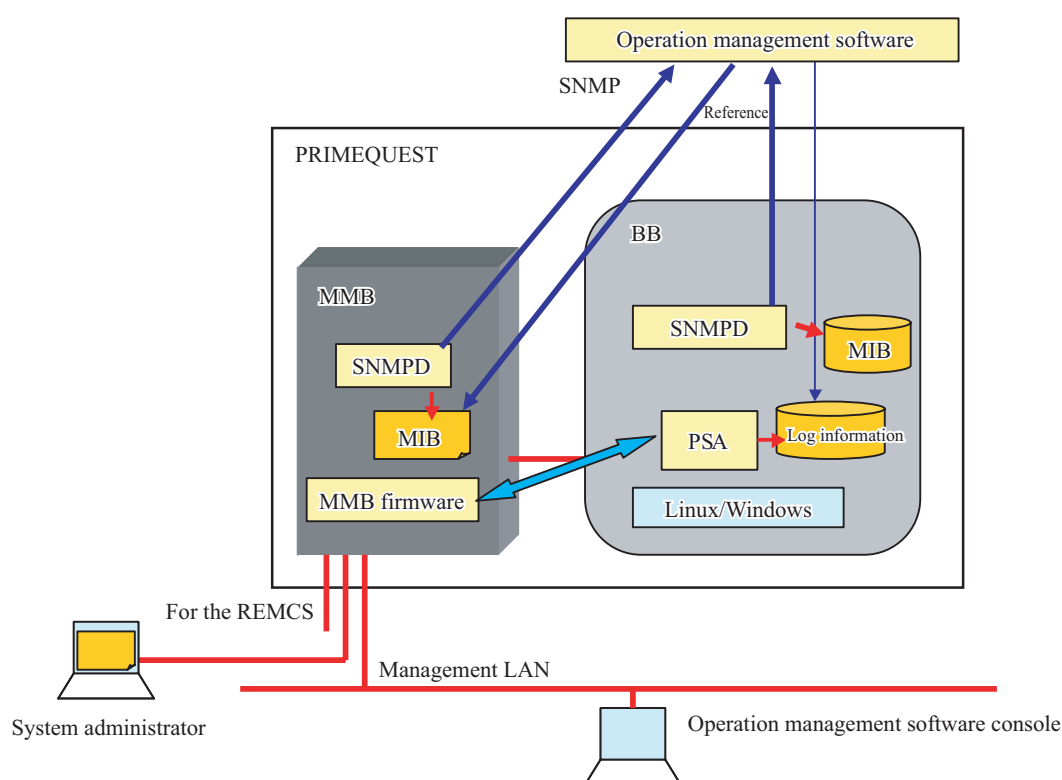 Operation management software
SNMP
Reference
PRIMEQUEST
BB
MMB
SNMPD
MIB
SNMPD
MIB
PSA
Log information
MMB firmware
Linux/Windows
For the REMCS
Management LAN
System administrator
Operation management software console